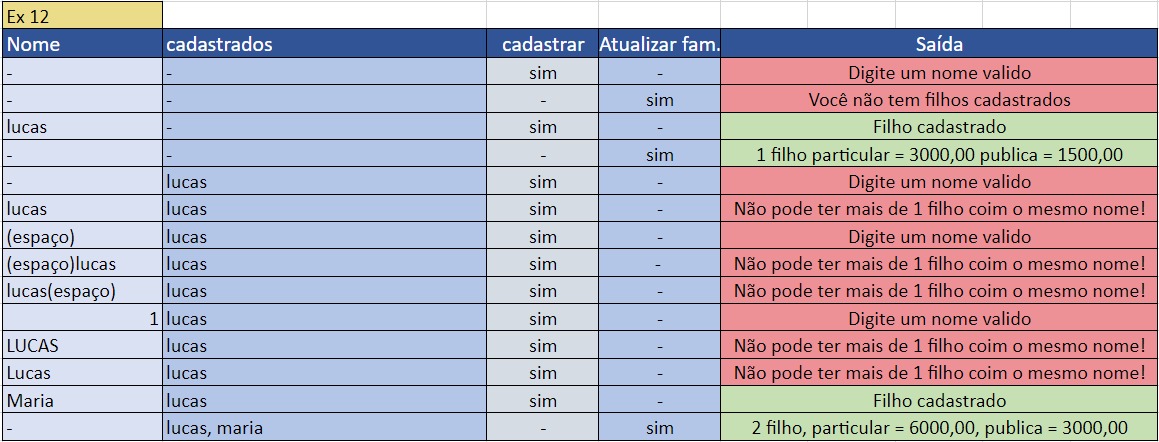 Ex 12
Nome cadastrados cadastrar Atualizar fam. Saída
- - sim - Digite um nome valido
- - - sim Você não tem filhos cadastrados
lucas - sim - Filho cadastrado
- - - sim 1 filho particular = 3000,00 publica = 1500,00
- lucas sim - Digite um nome valido
lucas lucas sim - Não pode ter mais de 1 filho coim o mesmo nome!
(espaço) lucas sim - Digite um nome valido
(espaço)lucas lucas sim - Não pode ter mais de 1 filho coim o mesmo nome!
lucas(espaço) lucas sim - Não pode ter mais de 1 filho coim o mesmo nome!
1 lucas sim - Digite um nome valido
LUCAS lucas sim - Não pode ter mais de 1 filho coim o mesmo nome!
Lucas lucas sim - Não pode ter mais de 1 filho coim o mesmo nome!
Maria lucas sim - Filho cadastrado
- lucas, maria - sim 2 filho, particular = 6000,00, publica = 3000,00